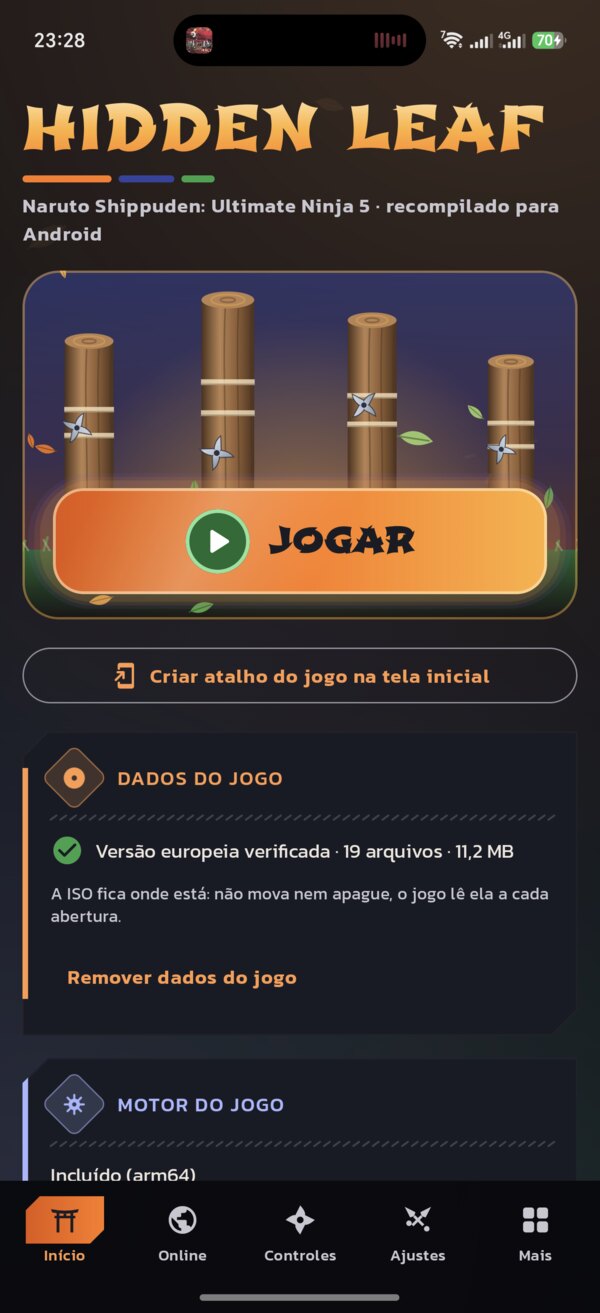 23:28
7
4G
70
HIDDEN LEAF
Naruto Shippuden: Ultimate Ninja 5 · recompilado para
Android
JOGAR
Criar atalho do jogo na tela inicial
DADOS DO JOGO
Versão europeia verificada · 19 arquivos · 11,2 MB
A ISO fica onde está: não mova nem apague, o jogo lê ela a cada
abertura.
Remover dados do jogo
MOTOR DO JOGO
Incluído (arm64)
Início
Online
Controles
Ajustes
Mais